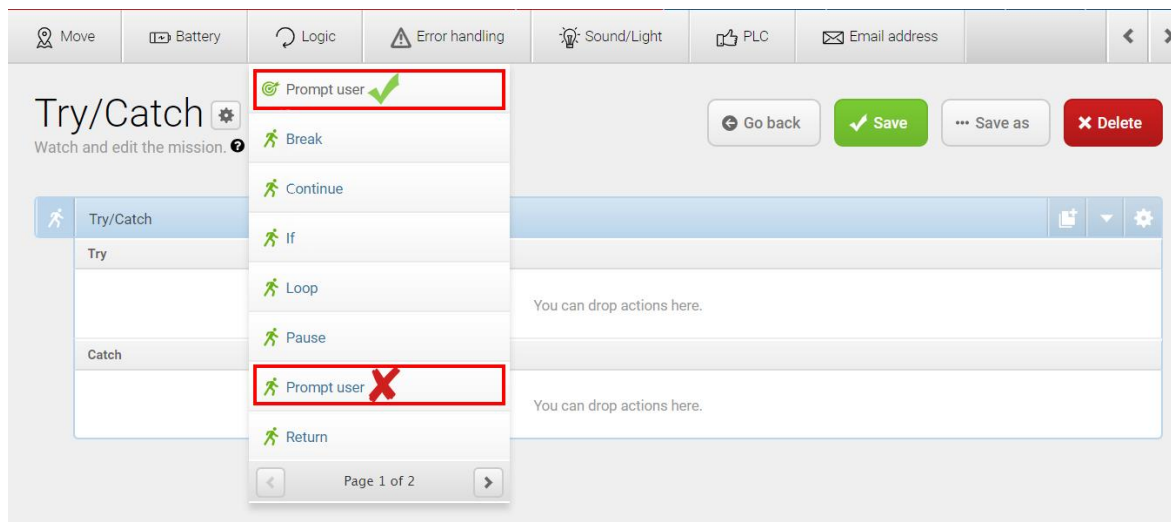 Move
Battery
Logic
Error handling
Sound/Light
PLC
Email address
Prompt user
Try/Catch
Watch and edit the mission.
Go back
Save
Save as
Delete
Break
Continue
Try/Catch
If
Try
Loop
You can drop actions here.
Pause
Catch
Prompt user
You can drop actions here.
Return
Page 1 of 2